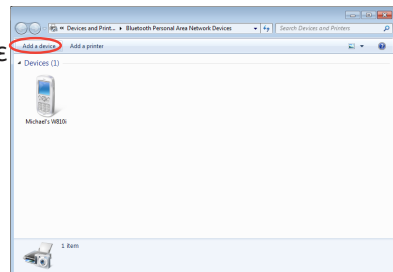 « Devices and Print... ▸ Bluetooth Personal Area Network Devices
Search Devices and Printers
Add a device Add a printer
Devices (1)
Michael's W810i
1 item